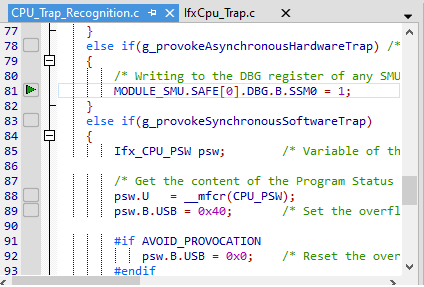 CPU_Trap_Recognition.c IfxCpu_Trap.c
77 }
78 else if(g_provokeAsynchronousHardwareTrap) /*
79 {
80 /* Writing to the DBG register of any SMU
81 MODULE_SMU.SAFE[0].DBG.B.SSM0 = 1;
82 }
83 else if(g_provokeSynchronousSoftwareTrap)
84 {
85 Ifx_CPU_PSW psw; /* Variable of th
86
87 /* Get the content of the Program Status
88 psw.U = __mfcr(CPU_PSW);
89 psw.B.USB = 0x40; /* Set the overfl
90
91 #if AVOID_PROVOCATION
92 psw.B.USB = 0x0; /* Reset the over
93 #endif